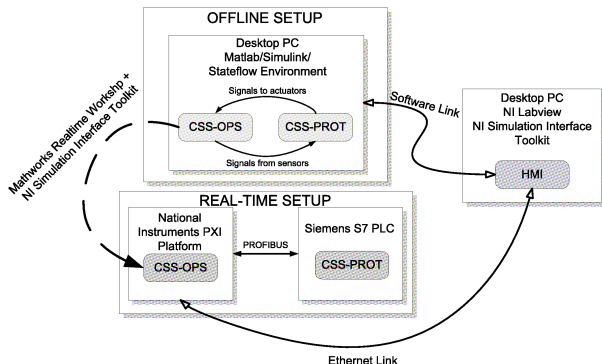 OFFLINE SETUP
Desktop PC
Matlab/Simulink/
Stateflow Environment
Signals to actuators
CSS-OPS
CSS-PROT
Signals from sensors
Mathworks Realtime Workshp +
NI Simulation Interface Toolkit
Software Link
Desktop PC
NI Labview
NI Simulation Interface
Toolkit
HMI
REAL-TIME SETUP
National
Instruments PXI
Platform
CSS-OPS
PROFIBUS
Siemens S7 PLC
CSS-PROT
Ethernet Link